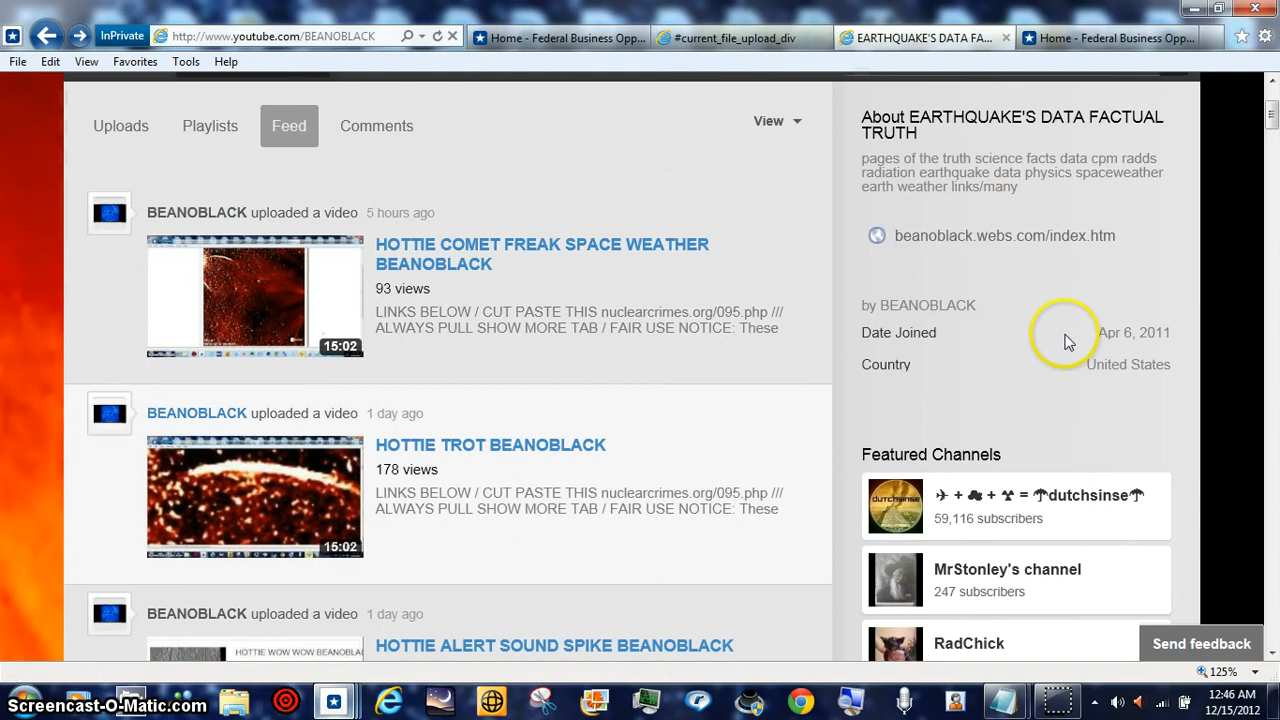 InPrivate
http://www.youtube.com/BEANOBLACK
Home - Federal Business Opp...
#current_file_upload_div
EARTHQUAKE'S DATA FA...
Home - Federal Business Opp...
File Edit View Favorites Tools Help
Uploads Playlists Feed Comments
View
BEANOBLACK uploaded a video 5 hours ago
HOTTIE COMET FREAK SPACE WEATHER
BEANOBLACK
93 views
LINKS BELOW / CUT PASTE THIS nuclearcrimes.org/095.php ///
ALWAYS PULL SHOW MORE TAB / FAIR USE NOTICE: These
15:02
BEANOBLACK uploaded a video 1 day ago
HOTTIE TROT BEANOBLACK
178 views
LINKS BELOW / CUT PASTE THIS nuclearcrimes.org/095.php ///
ALWAYS PULL SHOW MORE TAB / FAIR USE NOTICE: These
15:02
BEANOBLACK uploaded a video 1 day ago
HOTTIE WOW WOW BEANOBLAC
HOTTIE ALERT SOUND SPIKE BEANOBLACK
About EARTHQUAKE'S DATA FACTUAL
TRUTH
pages of the truth science facts data cpm radds
radiation earthquake data physics spaceweather
earth weather links/many
beanoblack.webs.com/index.htm
by BEANOBLACK
Date Joined Apr 6, 2011
Country United States
Featured Channels
✈ + ☁ + ☢ = ☂dutchsinse☂
59,116 subscribers
MrStonley's channel
247 subscribers
RadChick
Send feedback
125%
Screencast-O-Matic.com
12:46 AM
12/15/2012